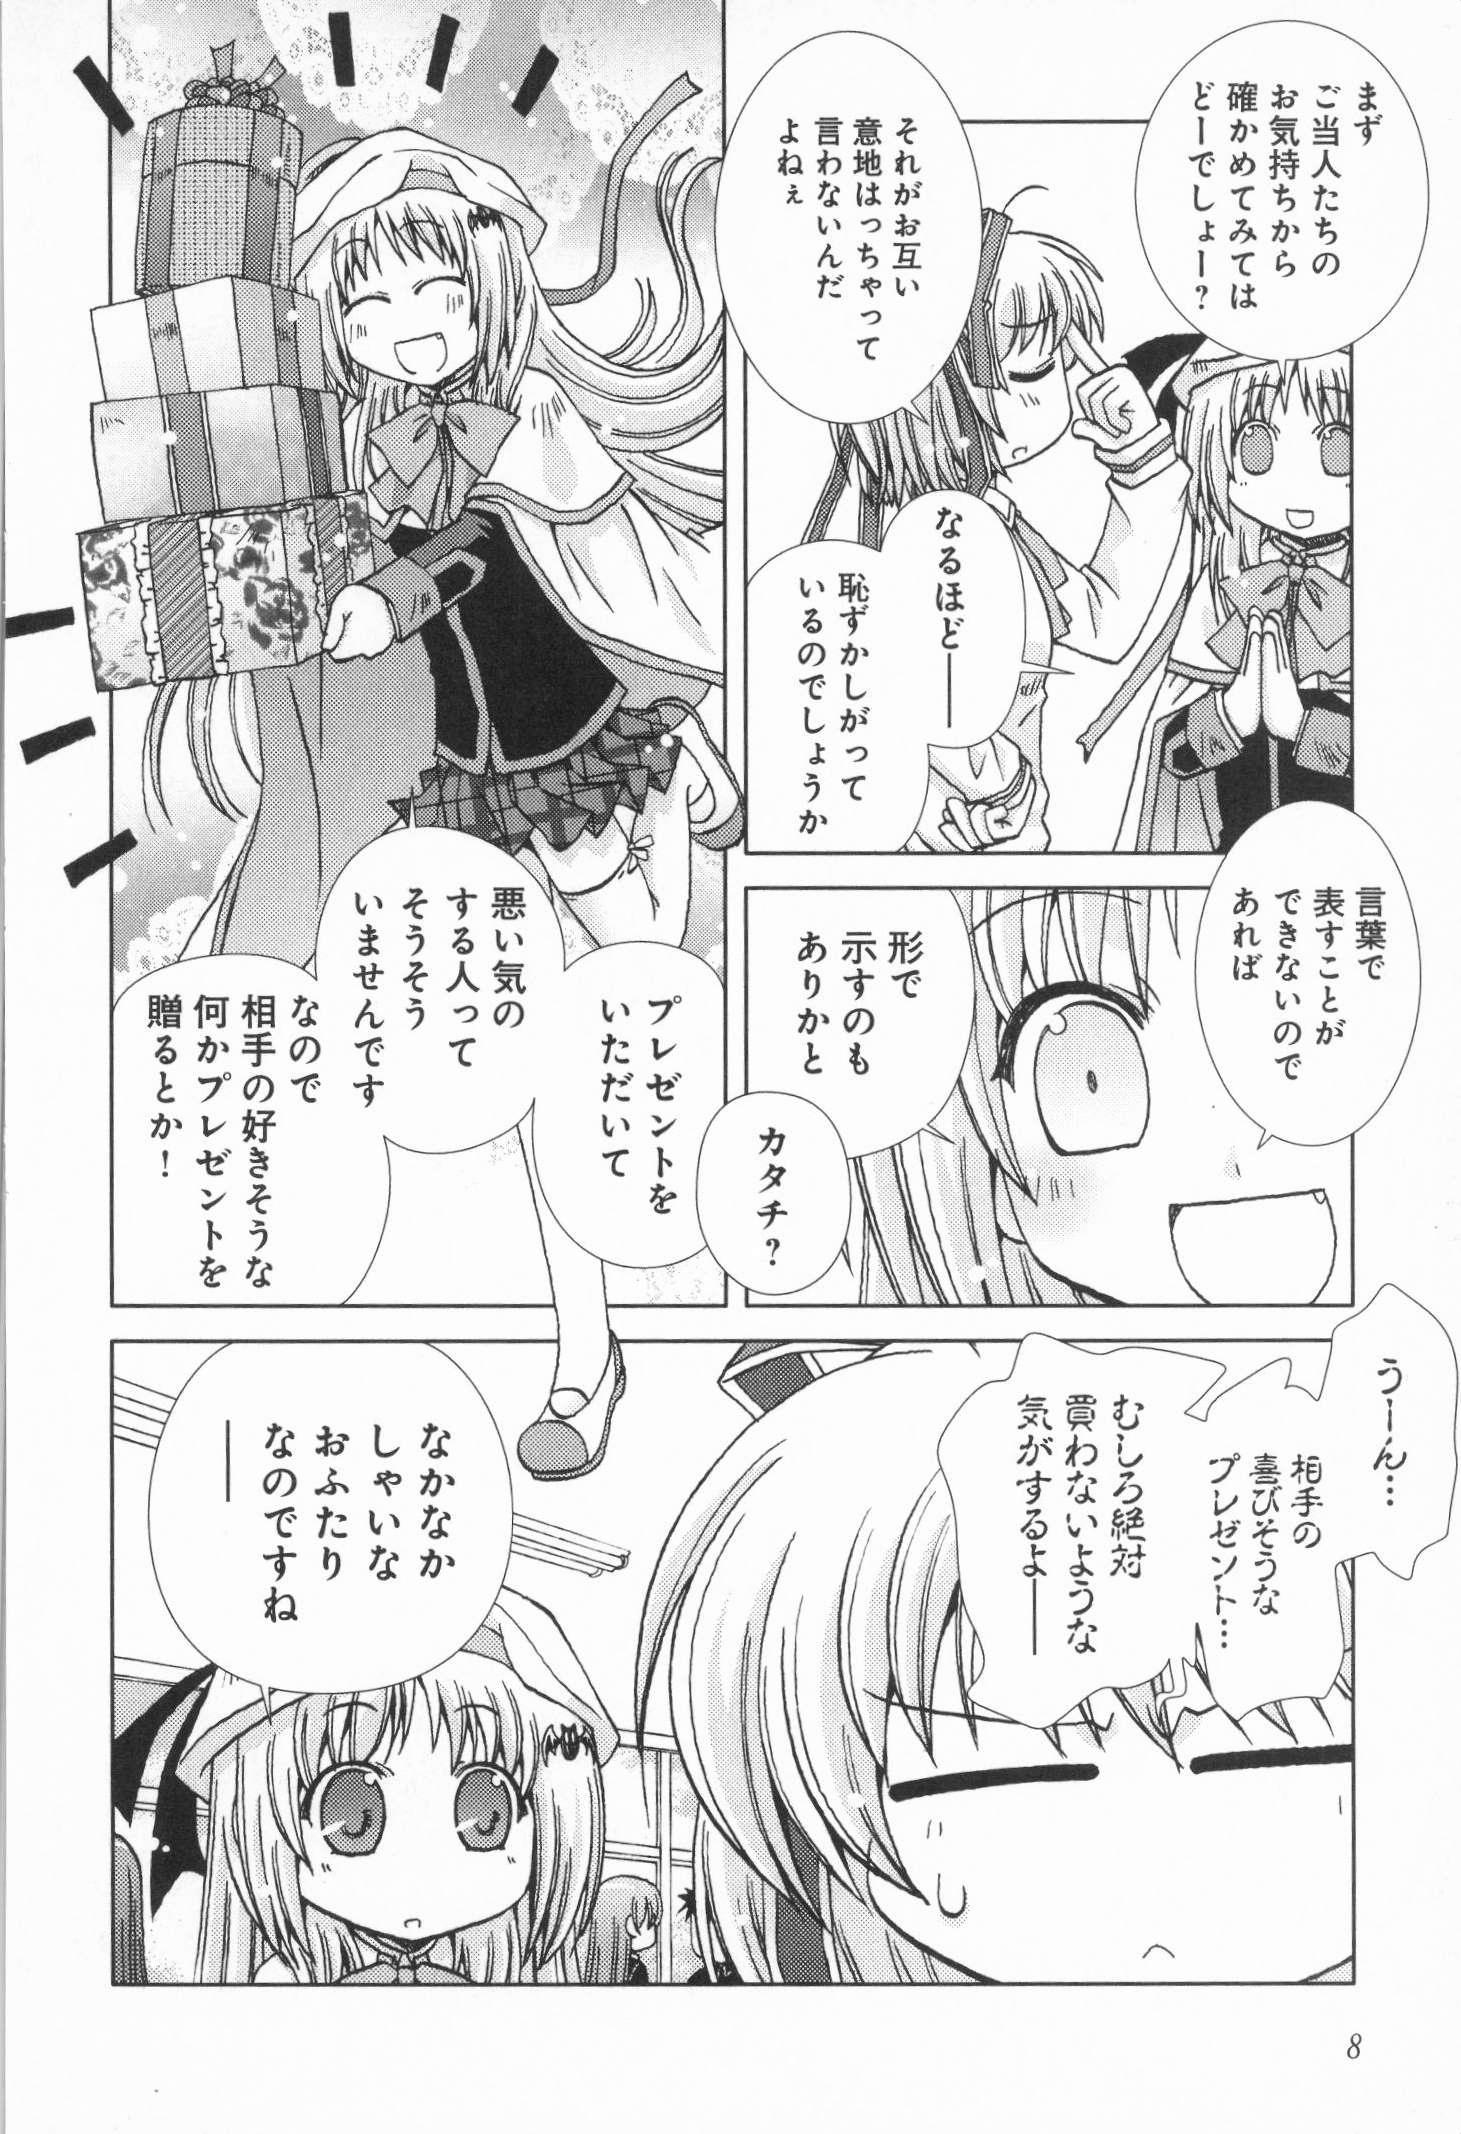 まず
ご当人たちの
お気持ちから
確かめてみては
どーでしょー？
それがお互い
意地はっちゃって
言わないんだ
よねぇ
なるほど――
恥ずかしがって
いるのでしょうか
言葉で
表すことが
できないので
あれば
形で
示すのも
ありかと
カタチ？
プレゼントを
いただいて
悪い気の
する人って
そうそう
いませんです
なので
相手の好きそうな
何かプレゼントを
贈るとか！
うーん…
相手の
喜びそうな
プレゼント…
むしろ絶対
買わないような
気がするよ――
なかなか
しゃいな
おふたり
なのですね
――
8